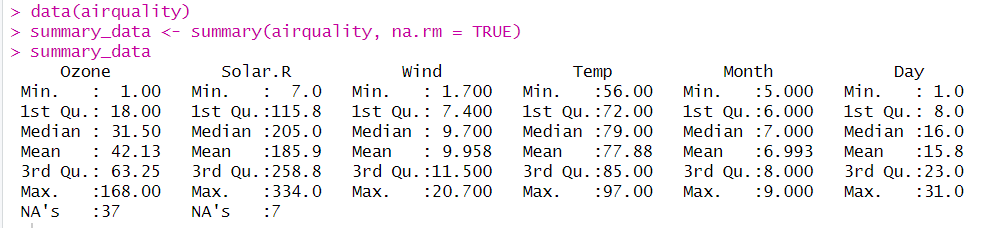 > data(airquality)
> summary_data <- summary(airquality, na.rm = TRUE)
> summary_data
     Ozone           Solar.R           Wind             Temp           Month            Day
 Min.   :  1.00   Min.   :  7.0   Min.   : 1.700   Min.   :56.00   Min.   :5.000   Min.   : 1.0
 1st Qu.: 18.00   1st Qu.:115.8   1st Qu.: 7.400   1st Qu.:72.00   1st Qu.:6.000   1st Qu.: 8.0
 Median : 31.50   Median :205.0   Median : 9.700   Median :79.00   Median :7.000   Median :16.0
 Mean   : 42.13   Mean   :185.9   Mean   : 9.958   Mean   :77.88   Mean   :6.993   Mean   :15.8
 3rd Qu.: 63.25   3rd Qu.:258.8   3rd Qu.:11.500   3rd Qu.:85.00   3rd Qu.:8.000   3rd Qu.:23.0
 Max.   :168.00   Max.   :334.0   Max.   :20.700   Max.   :97.00   Max.   :9.000   Max.   :31.0
 NA's   :37       NA's   :7